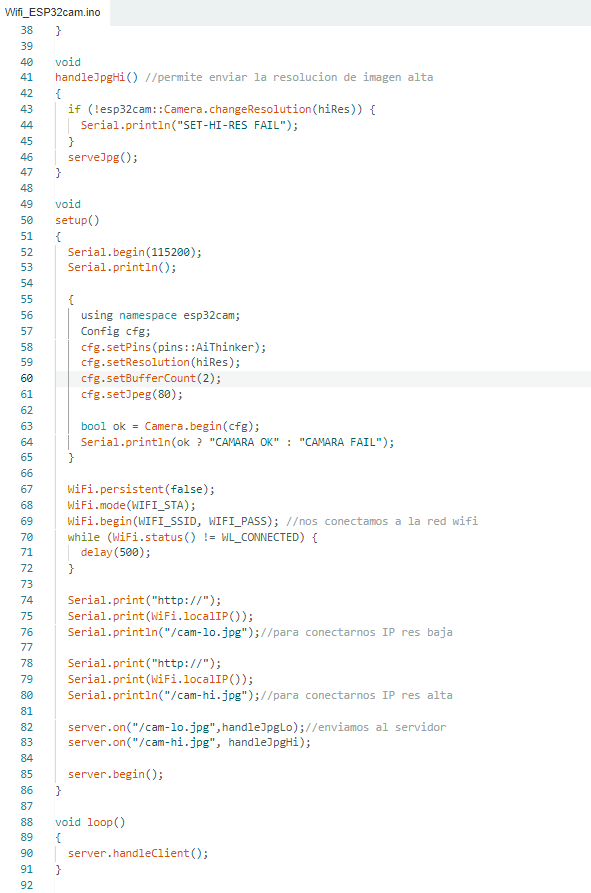 Wifi_ESP32cam.ino
38 }
39
40 void
41 handleJpgHi() //permite enviar la resolucion de imagen alta
42 {
43 if (!esp32cam::Camera.changeResolution(hiRes)) {
44 Serial.println("SET-HI-RES FAIL");
45 }
46 serveJpg();
47 }
48
49 void
50 setup()
51 {
52 Serial.begin(115200);
53 Serial.println();
54
55 {
56 using namespace esp32cam;
57 Config cfg;
58 cfg.setPins(pins::AiThinker);
59 cfg.setResolution(hiRes);
60 cfg.setBufferCount(2);
61 cfg.setJpeg(80);
62
63 bool ok = Camera.begin(cfg);
64 Serial.println(ok ? "CAMARA OK" : "CAMARA FAIL");
65 }
66
67 WiFi.persistent(false);
68 WiFi.mode(WIFI_STA);
69 WiFi.begin(WIFI_SSID, WIFI_PASS); //nos conectamos a la red wifi
70 while (WiFi.status() != WL_CONNECTED) {
71 delay(500);
72 }
73
74 Serial.print("http://");
75 Serial.print(WiFi.localIP());
76 Serial.println("/cam-lo.jpg");//para conectarnos IP res baja
77
78 Serial.print("http://");
79 Serial.print(WiFi.localIP());
80 Serial.println("/cam-hi.jpg");//para conectarnos IP res alta
81
82 server.on("/cam-lo.jpg",handleJpgLo);//enviamos al servidor
83 server.on("/cam-hi.jpg", handleJpgHi);
84
85 server.begin();
86 }
87
88 void loop()
89 {
90 server.handleClient();
91 }
92